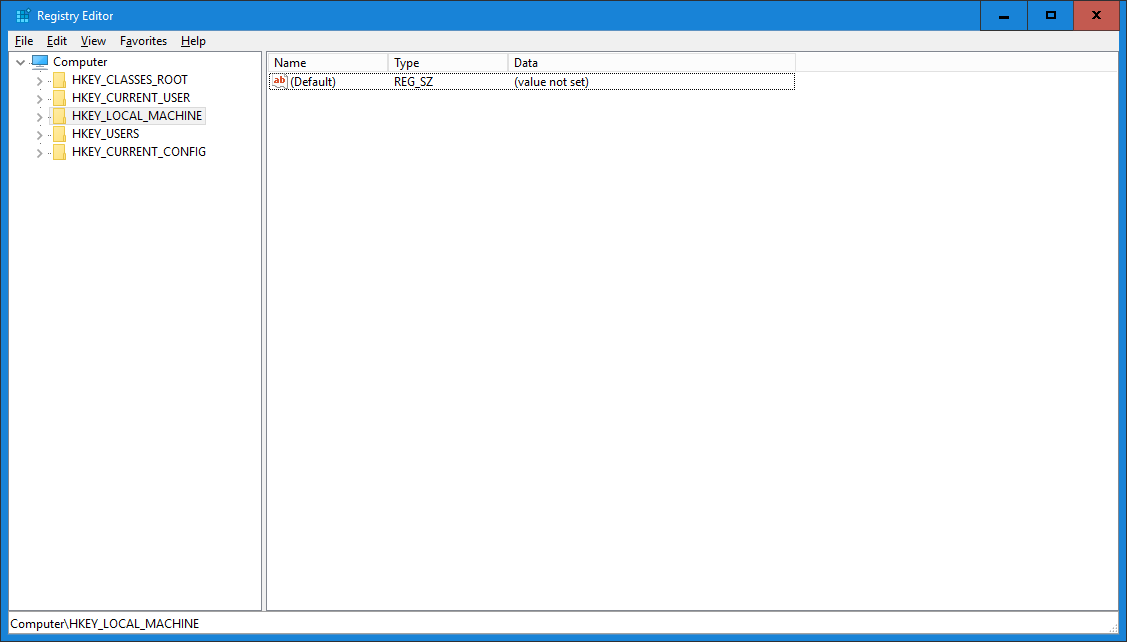 Registry Editor
File Edit View Favorites Help
Computer
HKEY_CLASSES_ROOT
HKEY_CURRENT_USER
HKEY_LOCAL_MACHINE
HKEY_USERS
HKEY_CURRENT_CONFIG
Name Type Data
ab (Default) REG_SZ (value not set)
Computer\HKEY_LOCAL_MACHINE